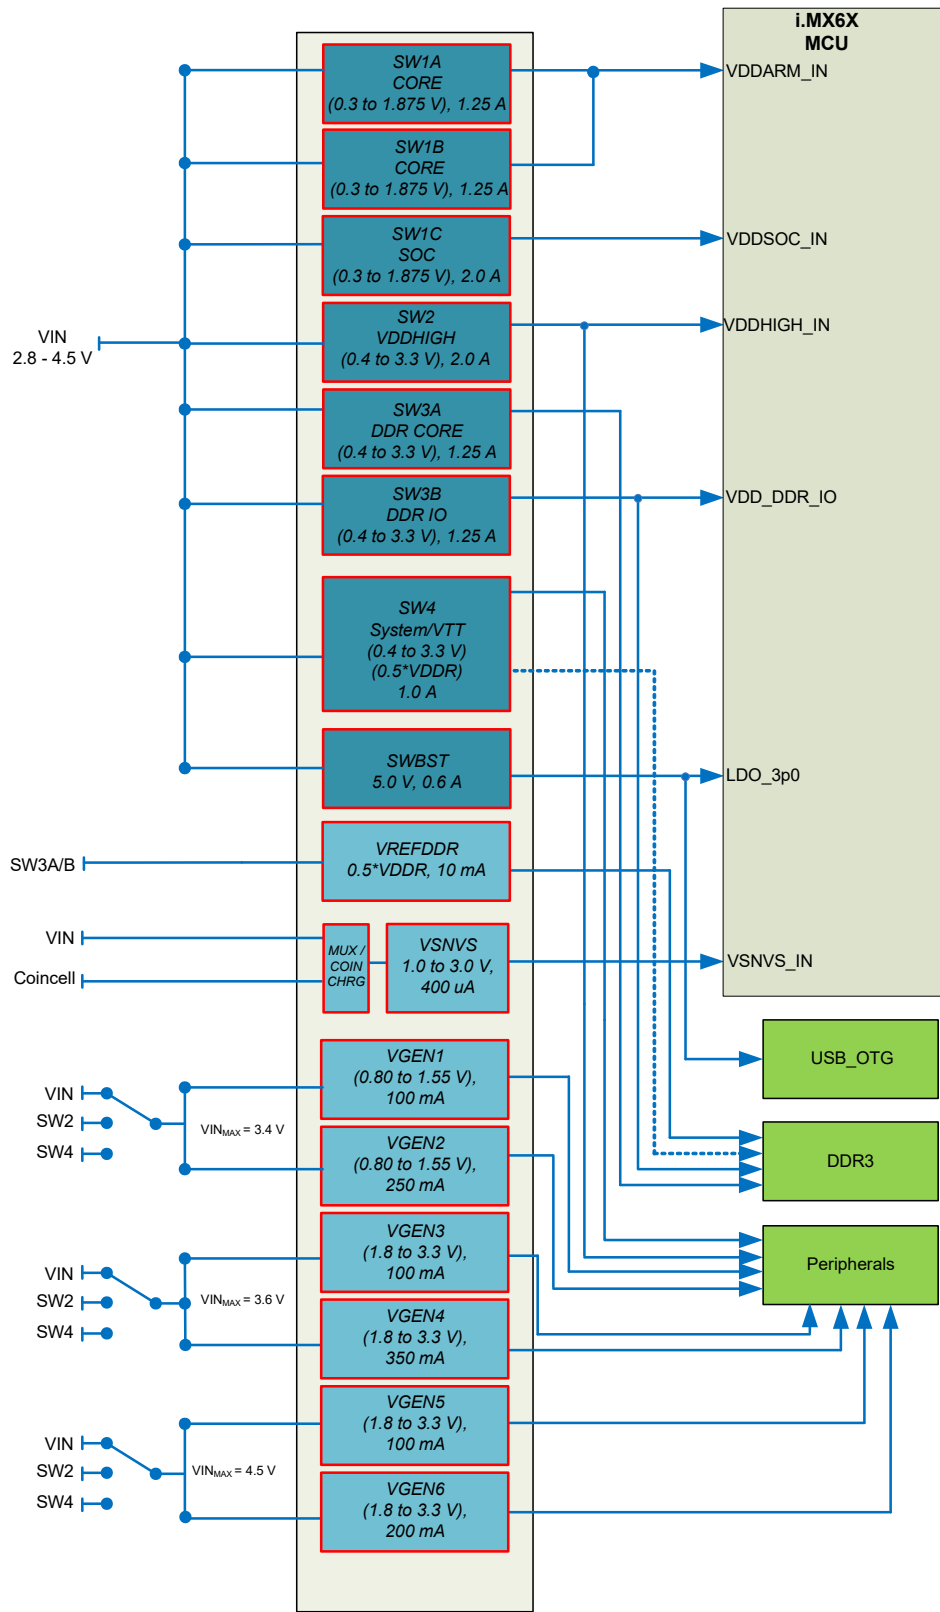 i.MX6X
MCU
SW1A
CORE
(0.3 to 1.875 V), 1.25 A
VDDARM_IN
SW1B
CORE
(0.3 to 1.875 V), 1.25 A
SW1C
SOC
(0.3 to 1.875 V), 2.0 A
VDDSOC_IN
VIN
2.8 - 4.5 V
SW2
VDDHIGH
(0.4 to 3.3 V), 2.0 A
VDDHIGH_IN
SW3A
DDR CORE
(0.4 to 3.3 V), 1.25 A
SW3B
DDR IO
(0.4 to 3.3 V), 1.25 A
VDD_DDR_IO
SW4
System/VTT
(0.4 to 3.3 V)
(0.5*VDDR)
1.0 A
SWBST
5.0 V, 0.6 A
LDO_3p0
SW3A/B
VREFDDR
0.5*VDDR, 10 mA
VIN
Coincell
MUX /
COIN
CHRG
VSNVS
1.0 to 3.0 V,
400 uA
VSNVS_IN
USB_OTG
VIN
SW2
SW4
VINMAX = 3.4 V
VGEN1
(0.80 to 1.55 V),
100 mA
VGEN2
(0.80 to 1.55 V),
250 mA
DDR3
VIN
SW2
SW4
VINMAX = 3.6 V
VGEN3
(1.8 to 3.3 V),
100 mA
VGEN4
(1.8 to 3.3 V),
350 mA
Peripherals
VIN
SW2
SW4
VINMAX = 4.5 V
VGEN5
(1.8 to 3.3 V),
100 mA
VGEN6
(1.8 to 3.3 V),
200 mA